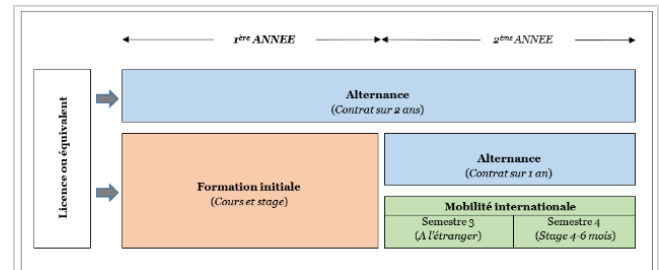 1ère ANNEE
2ème ANNEE
Licence ou équivalent
Alternance
(Contrat sur 2 ans)
Formation initiale
(Cours et stage)
Alternance
(Contrat sur 1 an)
Mobilité internationale
Semestre 3
(A l'étranger)
Semestre 4
(Stage 4-6 mois)